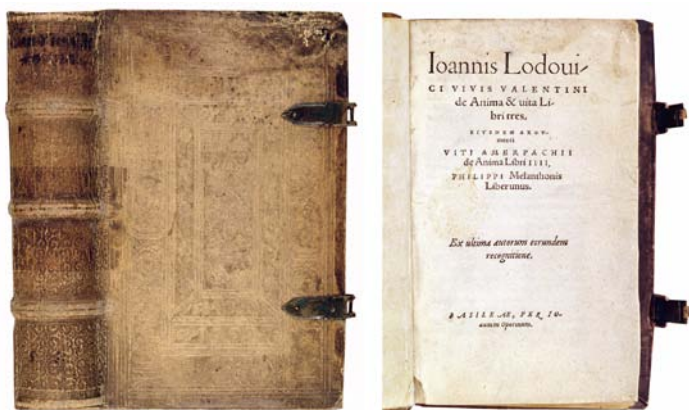 Ioannis Lodoui-
CI VIVIS VALENTINI
de Anima & uita Li-
bri tres.
EIVSDEM ARGV-
menti
VITI AMERPACHII
de Anima Libri IIII,
PHILIPPI Melanthonis
Liber unus.
Ex ultima autorum eorundem
recognitione.
BASILEAE, PER IO-
annem Oporinum.